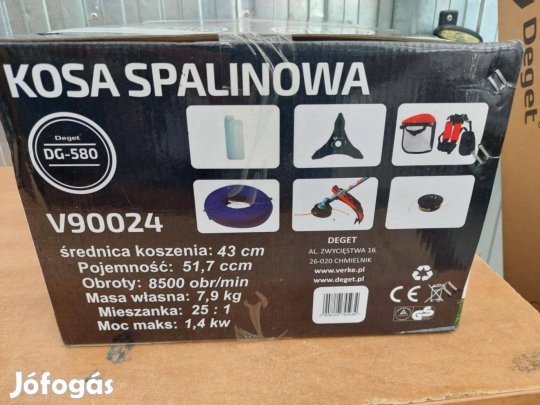 KOSA SPALINOWA
Deget
DG-580
V90024
średnica koszenia: 43 cm
Pojemność: 51,7 ccm
Obroty: 8500 obr/min
Masa własna: 7,9 kg
Mieszanka: 25 : 1
Moc maks: 1,4 kw
DEGET
AL. ZWYCIĘSTWA 16
26-020 CHMIELNIK
www.verke.pl
www.deget.pl
CE
Deget
Jófogás